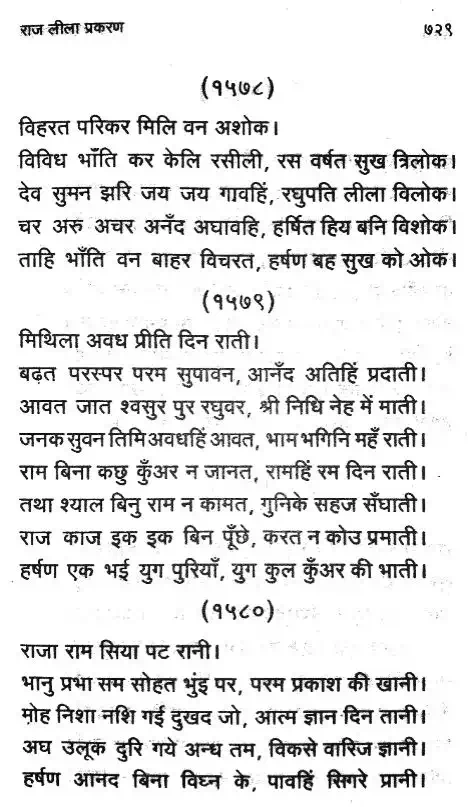 राज लीला प्रकरण ७२९
(१५७८)
विहरत परिकर मिलि वन अशोक।
विविध भाँति कर केलि रसीली, रस वर्षत सुख त्रिलोक।
देव सुमन झरि जय जय गावहिं, रघुपति लीला विलोक।
चर अरु अचर अनँद अघावहि, हर्षित हिय बनि विशोक।
ताहि भाँति वन बाहर विचरत, हर्षण बह सुख को ओक।
(१५७९)
मिथिला अवध प्रीति दिन राती।
बढ़त परस्पर परम सुपावन, आनँद अतिहिं प्रदाती।
आवत जात श्वसुर पुर रघुवर, श्री निधि नेह में माती।
जनक सुवन तिमि अवधहिं आवत, भाम भगिनि महँ राती।
राम बिना कछु कुँअर न जानत, रामहिं रम दिन राती।
तथा श्याल बिनु राम न कामत, गुनिके सहज सँघाती।
राज काज इक इक बिन पूँछे, करत न कोउ प्रमाती।
हर्षण एक भई युग पुरियाँ, युग कुल कुँअर की भाती।
(१५८०)
राजा राम सिया पट रानी।
भानु प्रभा सम सोहत भुंइ पर, परम प्रकाश की खानी।
मोह निशा नशि गई दुखद जो, आत्म ज्ञान दिन तानी।
अघ उलूक दुरि गये अन्ध तम, विकसे वारिज ज्ञानी।
हर्षण आनद बिना विघ्न के, पावहिं सिगरे प्रानी।